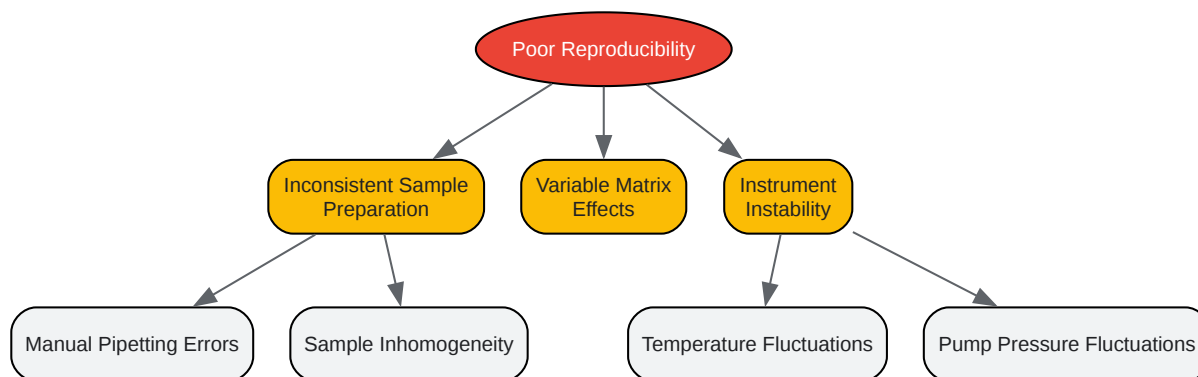 Poor Reproducibility
Inconsistent Sample
Preparation
Variable Matrix
Effects
Instrument
Instability
Manual Pipetting Errors
Sample Inhomogeneity
Temperature Fluctuations
Pump Pressure Fluctuations